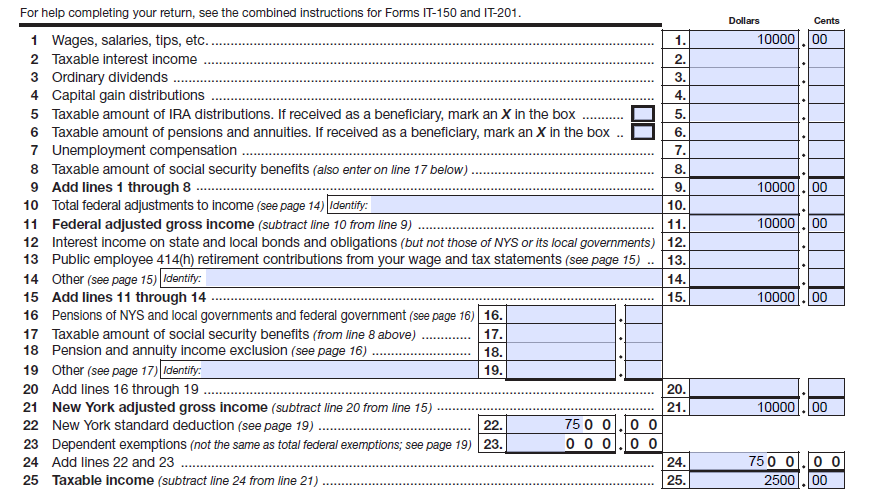 For help completing your return, see the combined instructions for Forms IT-150 and IT-201.
Dollars Cents
1 Wages, salaries, tips, etc. 1. 10000 . 00
2 Taxable interest income 2. .
3 Ordinary dividends 3. .
4 Capital gain distributions 4. .
5 Taxable amount of IRA distributions. If received as a beneficiary, mark an X in the box 5. .
6 Taxable amount of pensions and annuities. If received as a beneficiary, mark an X in the box .. 6. .
7 Unemployment compensation 7. .
8 Taxable amount of social security benefits (also enter on line 17 below) 8. .
9 Add lines 1 through 8 9. 10000 . 00
10 Total federal adjustments to income (see page 14) Identify: 10. .
11 Federal adjusted gross income (subtract line 10 from line 9) 11. 10000 . 00
12 Interest income on state and local bonds and obligations (but not those of NYS or its local governments) 12. .
13 Public employee 414(h) retirement contributions from your wage and tax statements (see page 15) .. 13. .
14 Other (see page 15) Identify: 14. .
15 Add lines 11 through 14 15. 10000 . 00
16 Pensions of NYS and local governments and federal government (see page 16) 16. .
17 Taxable amount of social security benefits (from line 8 above) 17. .
18 Pension and annuity income exclusion (see page 16) 18. .
19 Other (see page 17) Identify: 19. .
20 Add lines 16 through 19 20. .
21 New York adjusted gross income (subtract line 20 from line 15) 21. 10000 . 00
22 New York standard deduction (see page 19) 22. 750 0 . 0 0
23 Dependent exemptions (not the same as total federal exemptions; see page 19) 23. 0 0 0 . 0 0
24 Add lines 22 and 23 24. 750 0 . 0 0
25 Taxable income (subtract line 24 from line 21) 25. 2500 . 00